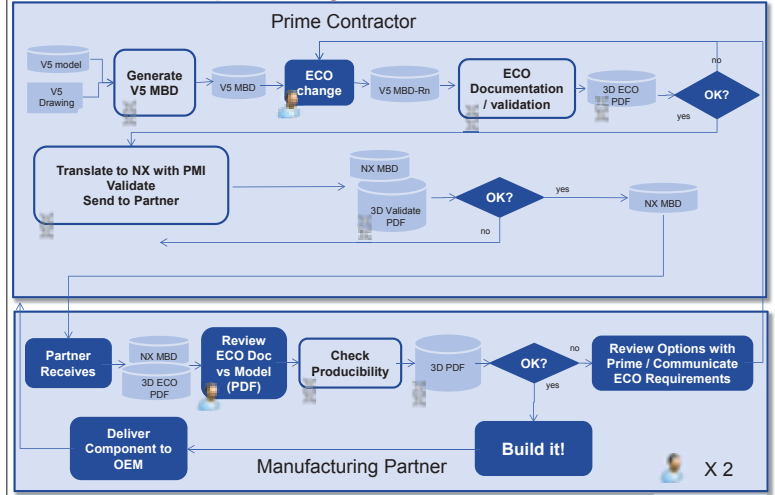 Prime Contractor
V5 model
V5
Drawing
Generate
V5 MBD
V5 MBD
ECO
change
V5 MBD-Rn
ECO
Documentation
/ validation
3D ECO
PDF
OK?
no
yes
Translate to NX with PMI
Validate
Send to Partner
NX MBD
3D Validate
PDF
OK?
yes
no
NX MBD
Partner
Receives
NX MBD
3D ECO
PDF
Review
ECO Doc
vs Model
(PDF)
Check
Producibility
3D PDF
OK?
no
yes
Review Options with
Prime / Communicate
ECO Requirements
Deliver
Component to
OEM
Build it!
Manufacturing Partner
X 2